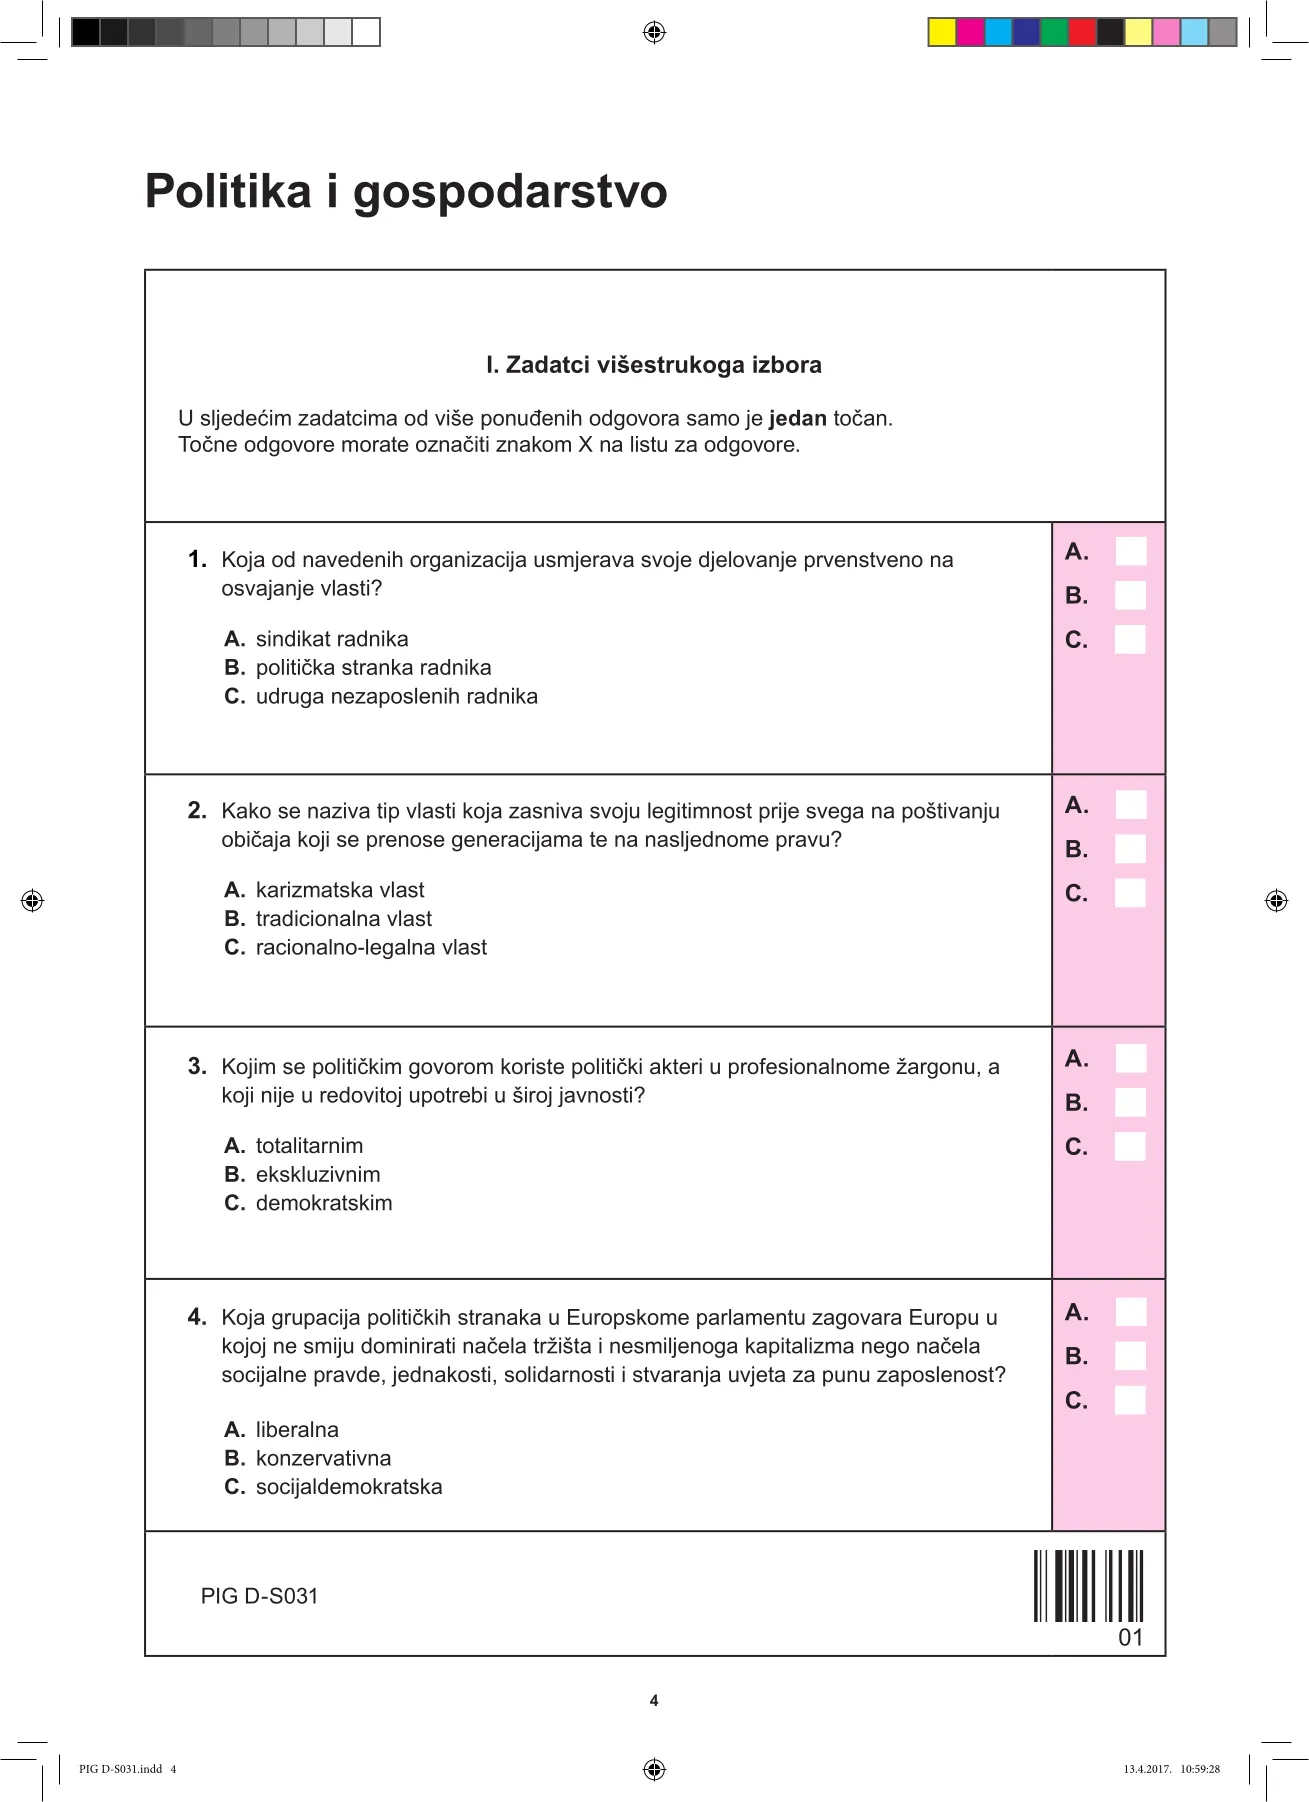 Politika i gospodarstvo
I. Zadatci višestrukoga izbora
U sljedećim zadatcima od više ponuđenih odgovora samo je jedan točan.
Točne odgovore morate označiti znakom X na listu za odgovore.
1. Koja od navedenih organizacija usmjerava svoje djelovanje prvenstveno na
osvajanje vlasti?
A. sindikat radnika
B. politička stranka radnika
C. udruga nezaposlenih radnika
A.
B.
C.
2. Kako se naziva tip vlasti koja zasniva svoju legitimnost prije svega na poštivanju
običaja koji se prenose generacijama te na nasljednome pravu?
A. karizmatska vlast
B. tradicionalna vlast
C. racionalno-legalna vlast
A.
B.
C.
3. Kojim se političkim govorom koriste politički akteri u profesionalnome žargonu, a
koji nije u redovitoj upotrebi u široj javnosti?
A. totalitarnim
B. ekskluzivnim
C. demokratskim
A.
B.
C.
4. Koja grupacija političkih stranaka u Europskome parlamentu zagovara Europu u
kojoj ne smiju dominirati načela tržišta i nesmiljenoga kapitalizma nego načela
socijalne pravde, jednakosti, solidarnosti i stvaranja uvjeta za punu zaposlenost?
A. liberalna
B. konzervativna
C. socijaldemokratska
A.
B.
C.
PIG D-S031
01
4
PIG D-S031.indd 4
13.4.2017. 10:59:28